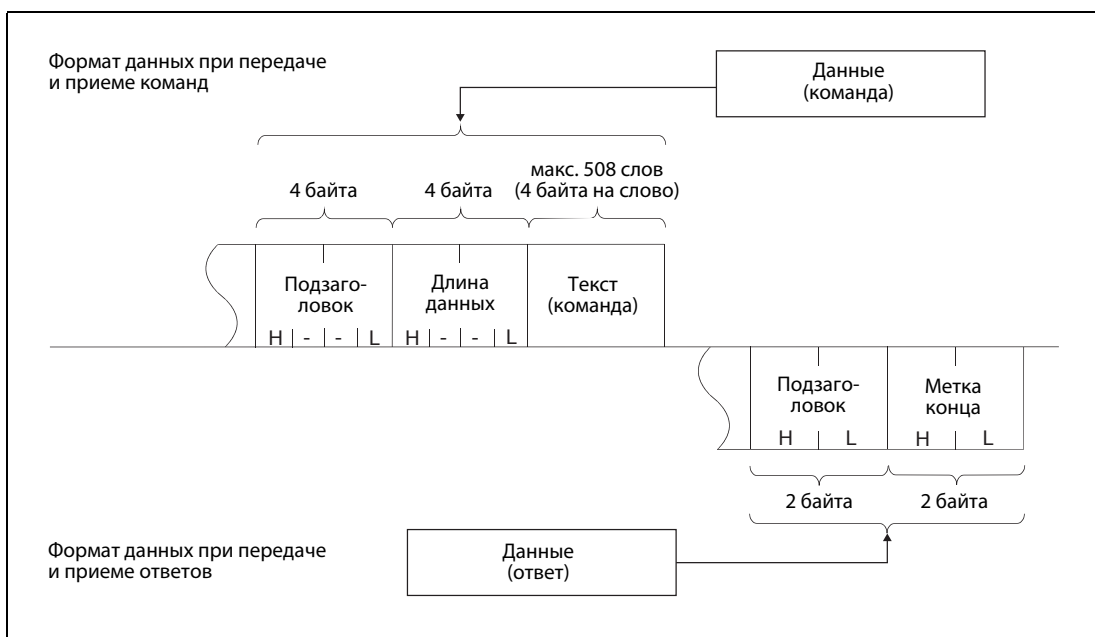 Формат данных при передаче
и приеме команд
Данные
(команда)
макс. 508 слов
4 байта 4 байта (4 байта на слово)
Подзаго-
ловок
Длина
данных
Текст
(команда)
H - - L H - - L
Подзаго-
ловок
Метка
конца
H L H L
2 байта 2 байта
Формат данных при передаче
и приеме ответов
Данные
(ответ)